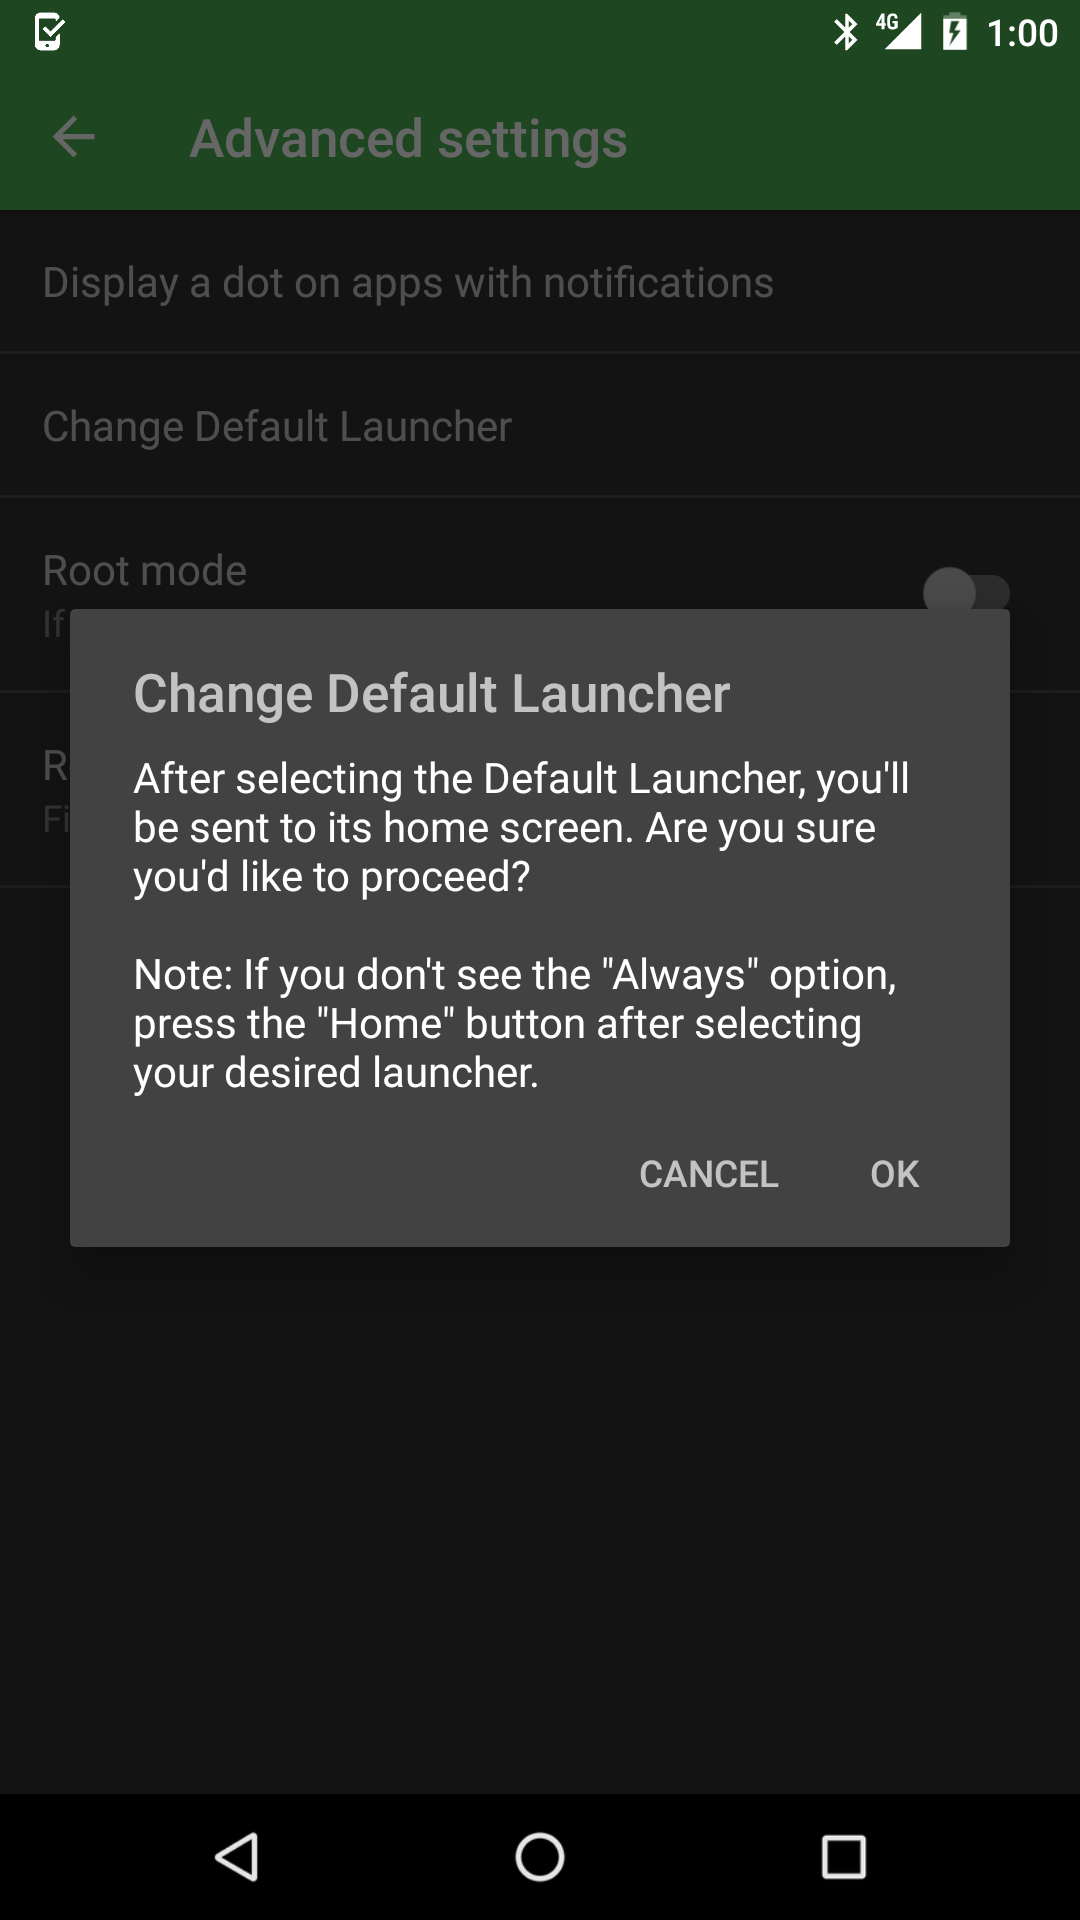 4G 1:00
Advanced settings
Display a dot on apps with notifications
Change Default Launcher
Root mode
If
R
Fi
Change Default Launcher
After selecting the Default Launcher, you'll
be sent to its home screen. Are you sure
you'd like to proceed?
Note: If you don't see the "Always" option,
press the "Home" button after selecting
your desired launcher.
CANCEL OK